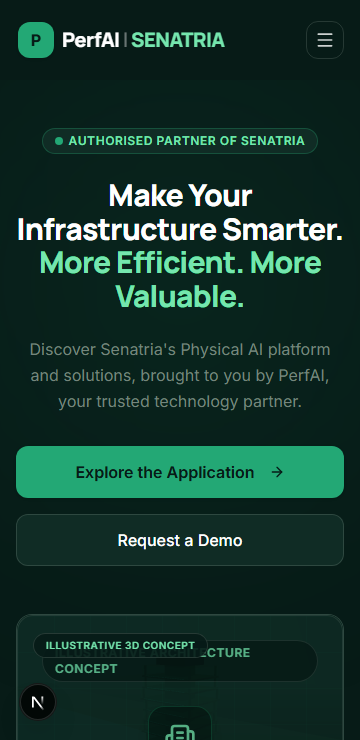 P PerfAI | SENATRIA
AUTHORISED PARTNER OF SENATRIA
Make Your
Infrastructure Smarter.
More Efficient. More
Valuable.
Discover Senatria's Physical AI platform
and solutions, brought to you by PerfAI,
your trusted technology partner.
Explore the Application →
Request a Demo
ILLUSTRATIVE 3D CONCEPT
ILLUSTRATIVE ARCHITECTURE
CONCEPT
N